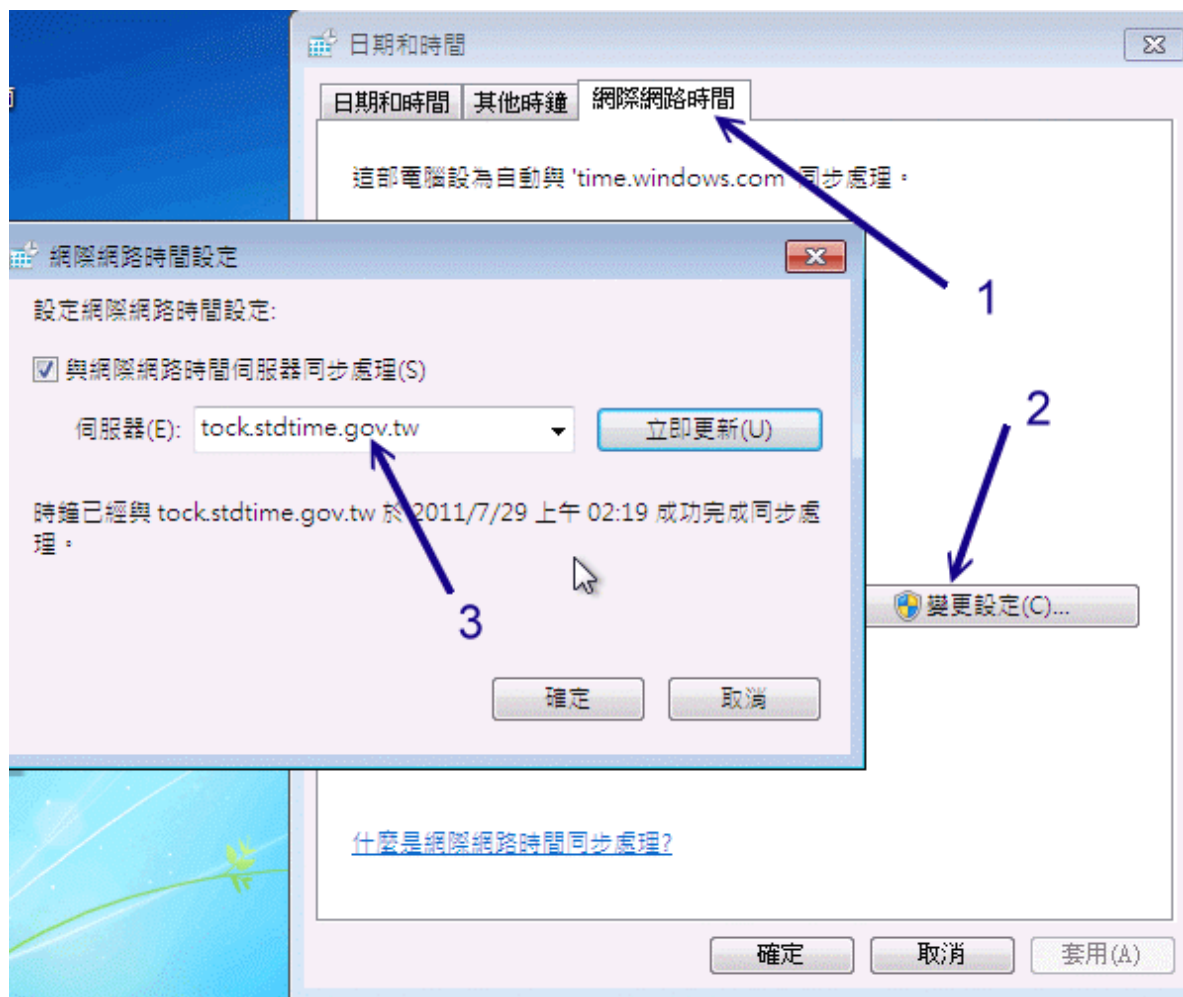 日期和時間
日期和時間 其他時鐘 網際網路時間
這部電腦設為自動與 'time.windows.com' 同步處理。
1
網際網路時間設定
設定網際網路時間設定:
與網際網路時間伺服器同步處理(S)
伺服器(E): tock.stdtime.gov.tw 立即更新(U)
2
時鐘已經與 tock.stdtime.gov.tw 於 2011/7/29 上午 02:19 成功完成同步處
理。
3
變更設定(C)...
確定 取消
什麼是網際網路時間同步處理?
確定 取消 套用(A)